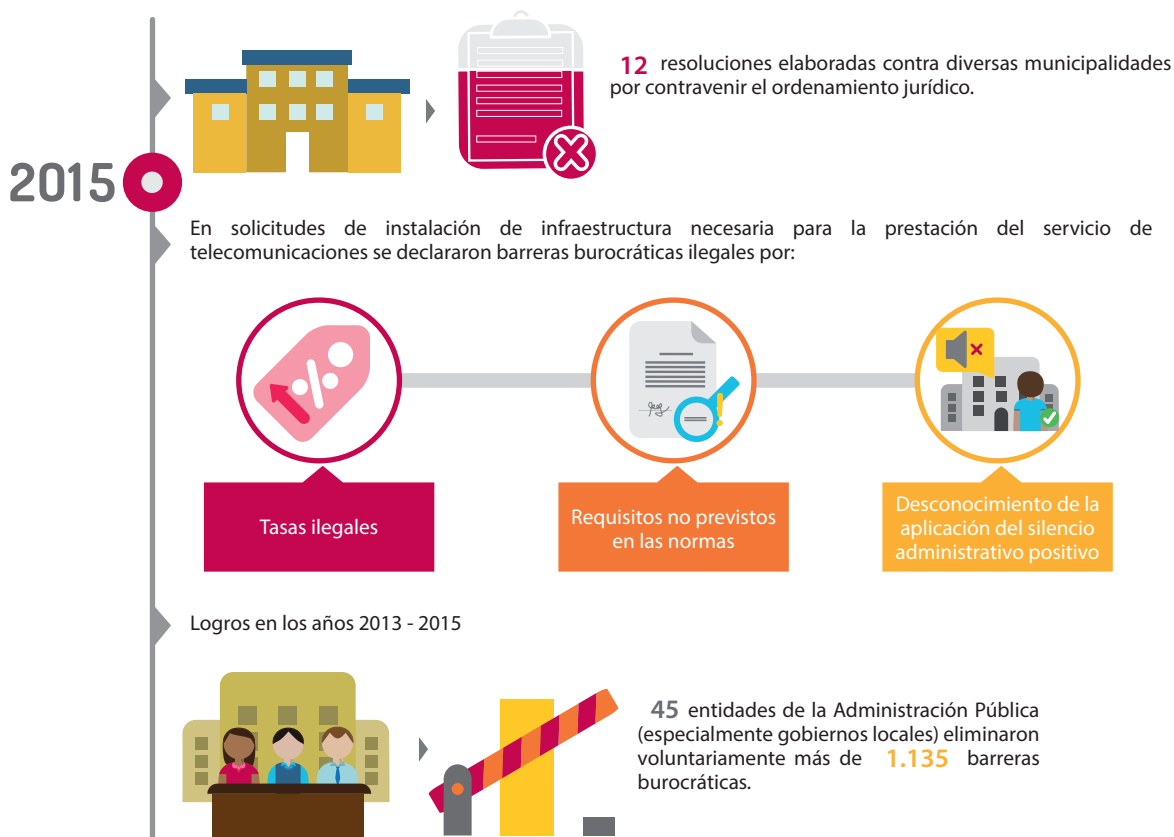 12 resoluciones elaboradas contra diversas municipalidades
por contravenir el ordenamiento jurídico.
2015
En solicitudes de instalación de infraestructura necesaria para la prestación del servicio de
telecomunicaciones se declararon barreras burocráticas ilegales por:
Tasas ilegales
Requisitos no previstos
en las normas
Desconocimiento de la
aplicación del silencio
administrativo positivo
Logros en los años 2013 - 2015
45 entidades de la Administración Pública
(especialmente gobiernos locales) eliminaron
voluntariamente más de 1.135 barreras
burocráticas.